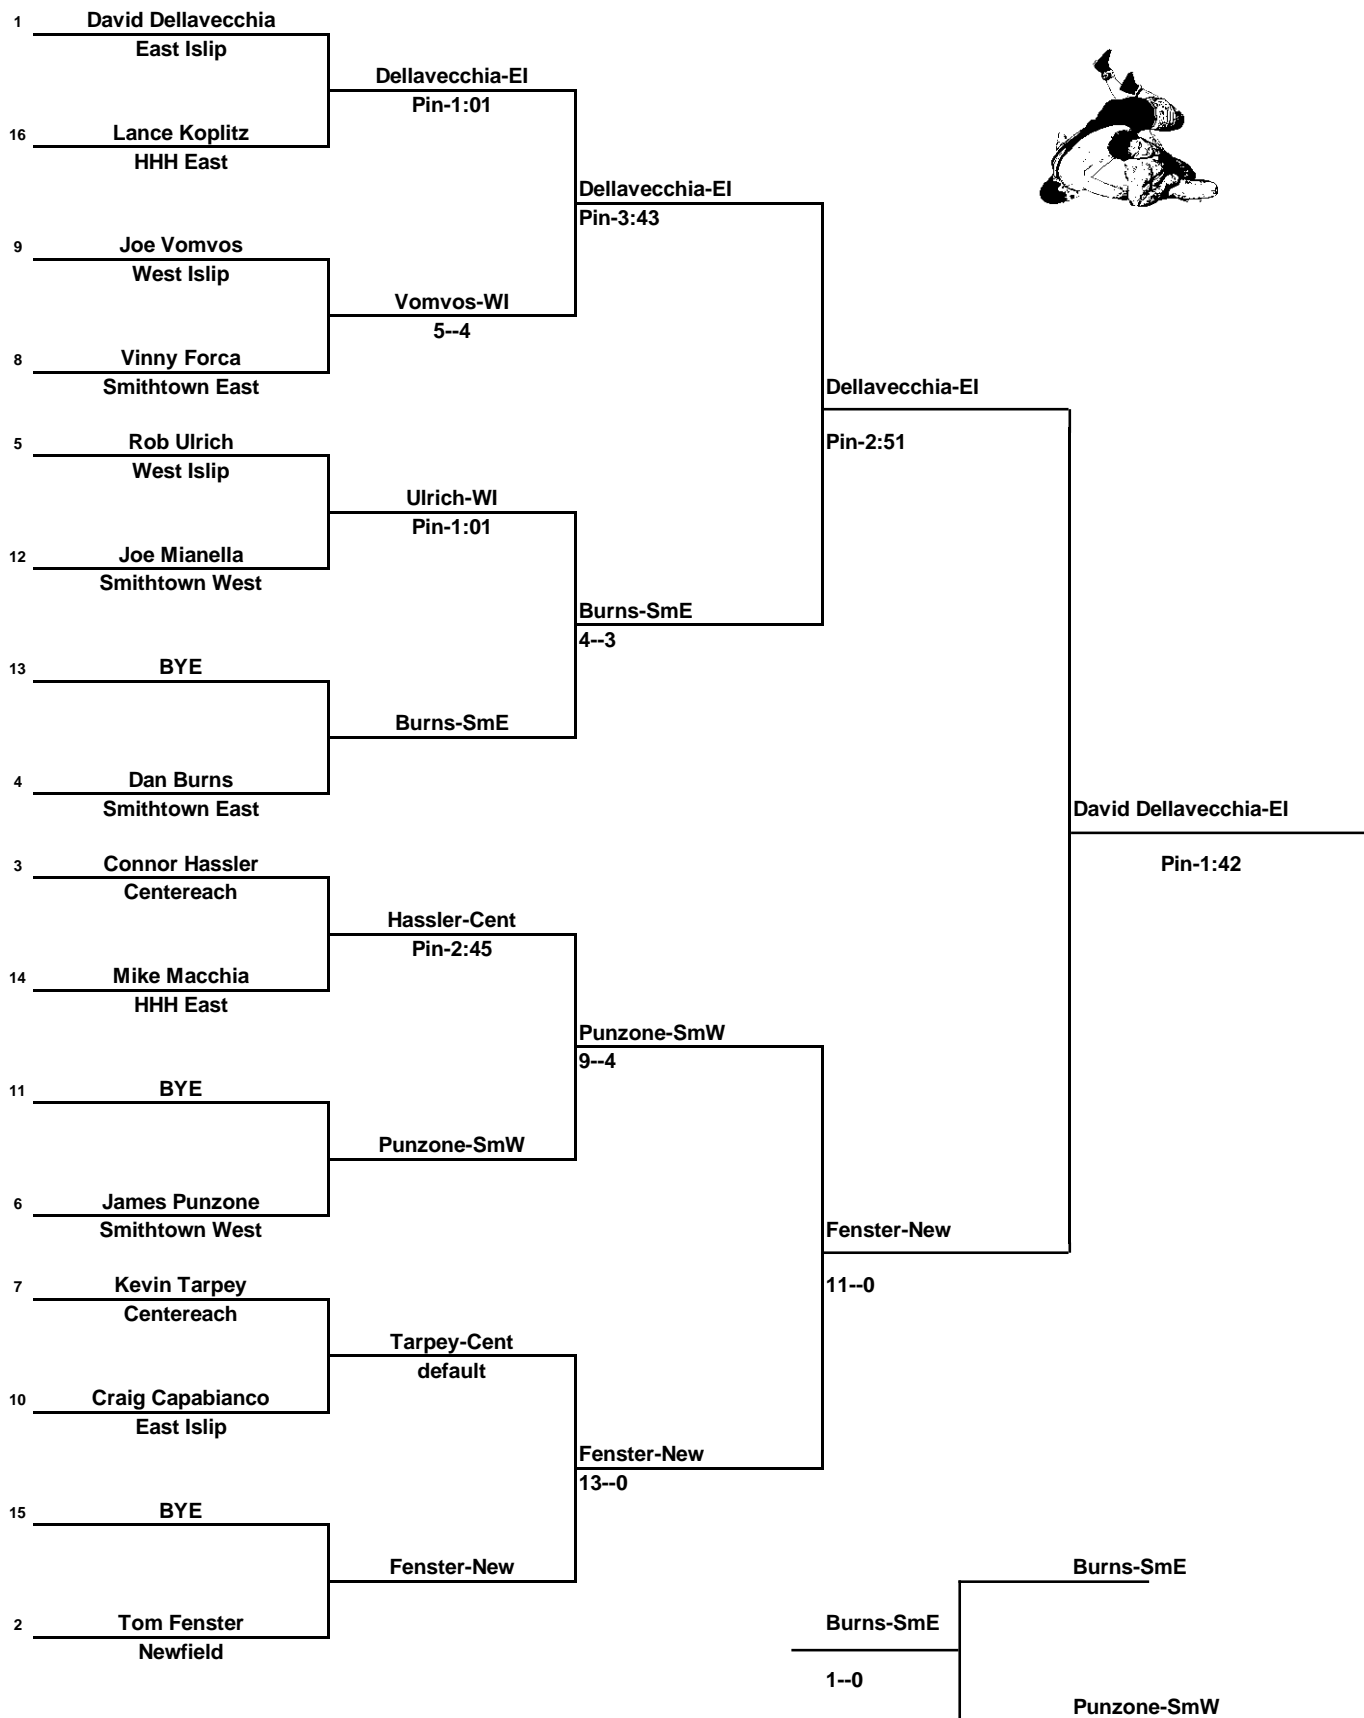 1 David Dellavecchia
East Islip
Dellavecchia-EI
Pin-1:01
16 Lance Koplitz
HHH East
Dellavecchia-EI
Pin-3:43
9 Joe Vomvos
West Islip
Vomvos-WI
5--4
8 Vinny Forca
Smithtown East
Dellavecchia-EI
Pin-2:51
5 Rob Ulrich
West Islip
Ulrich-WI
Pin-1:01
12 Joe Mianella
Smithtown West
Burns-SmE
4--3
13 BYE
Burns-SmE
4 Dan Burns
Smithtown East
David Dellavecchia-EI
Pin-1:42
3 Connor Hassler
Centereach
Hassler-Cent
Pin-2:45
14 Mike Macchia
HHH East
Punzone-SmW
9--4
11 BYE
Punzone-SmW
6 James Punzone
Smithtown West
Fenster-New
11--0
7 Kevin Tarpey
Centereach
Tarpey-Cent
default
10 Craig Capabianco
East Islip
Fenster-New
13--0
15 BYE
Fenster-New
2 Tom Fenster
Newfield
Burns-SmE
Burns-SmE
1--0
Punzone-SmW